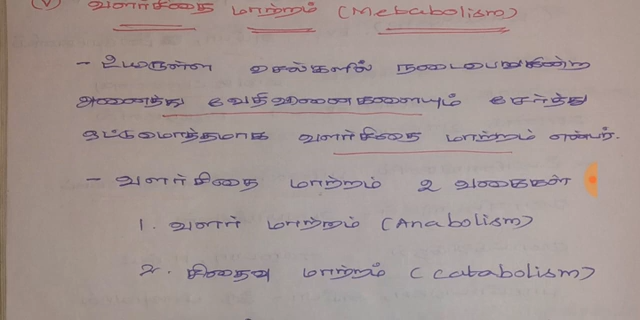 (V) வளர்சிதை மாற்றம் (Metabolism)
- உயிருள்ள செல்களில் நடைபெறுகின்ற
அனைத்து வேதிவினைகளையும் சேர்த்து
ஒட்டுமொத்தமாக வளர்சிதை மாற்றம் என்பர்.
- வளர்சிதை மாற்றம் 2 வகைகள்
1. வளர் மாற்றம் (Anabolism)
2. சிதைவு மாற்றம் (Catabolism)